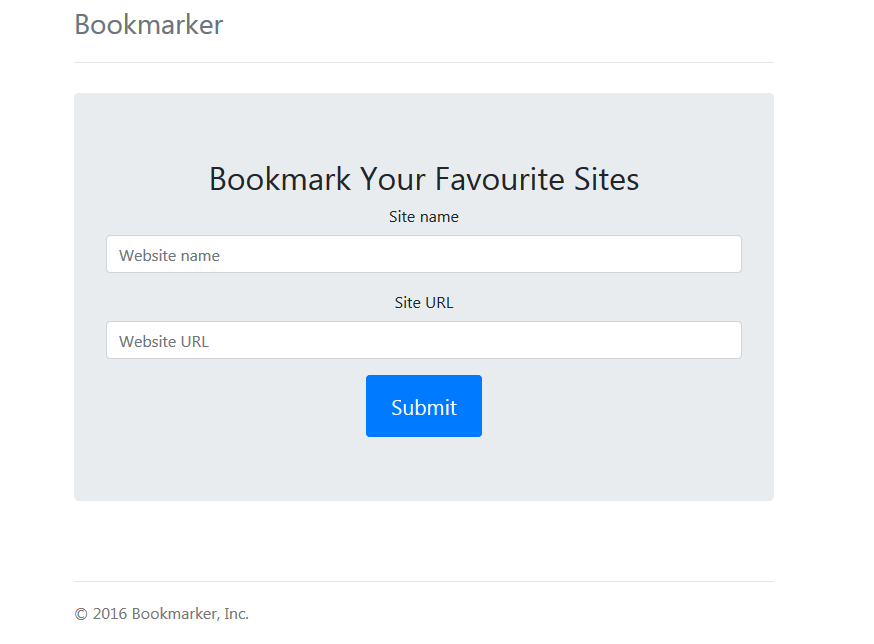 Bookmarker
Bookmark Your Favourite Sites
Site name
Website name
Site URL
Website URL
Submit
© 2016 Bookmarker, Inc.